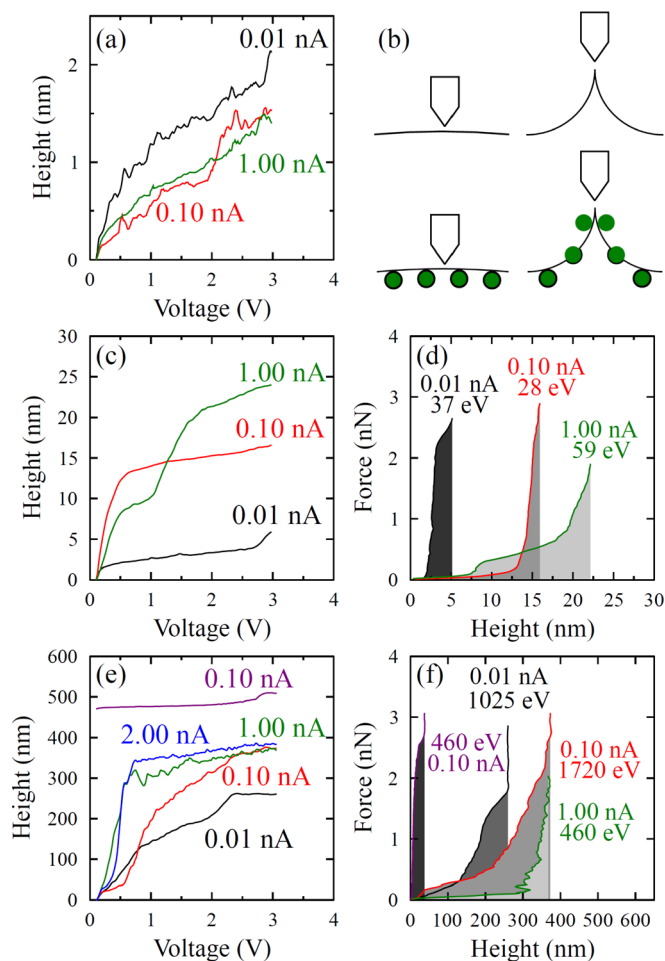 (a)
0.01 nA
1.00 nA
0.10 nA
Height (nm)
2
1
0
0 1 2 3 4
Voltage (V)
(b)
(c)
1.00 nA
0.10 nA
0.01 nA
Height (nm)
30
25
20
15
10
5
0
0 1 2 3 4
Voltage (V)
(d)
0.01 nA
37 eV
0.10 nA
28 eV
1.00 nA
59 eV
Force (nN)
4
3
2
1
0
0 5 10 15 20 25 30
Height (nm)
(e)
0.10 nA
2.00 nA
1.00 nA
0.10 nA
0.01 nA
Height (nm)
600
500
400
300
200
100
0
0 1 2 3 4
Voltage (V)
(f)
0.01 nA
1025 eV
460 eV
0.10 nA
0.10 nA
1720 eV
1.00 nA
460 eV
Force (nN)
4
3
2
1
0
0 100 200 300 400 500 600
Height (nm)